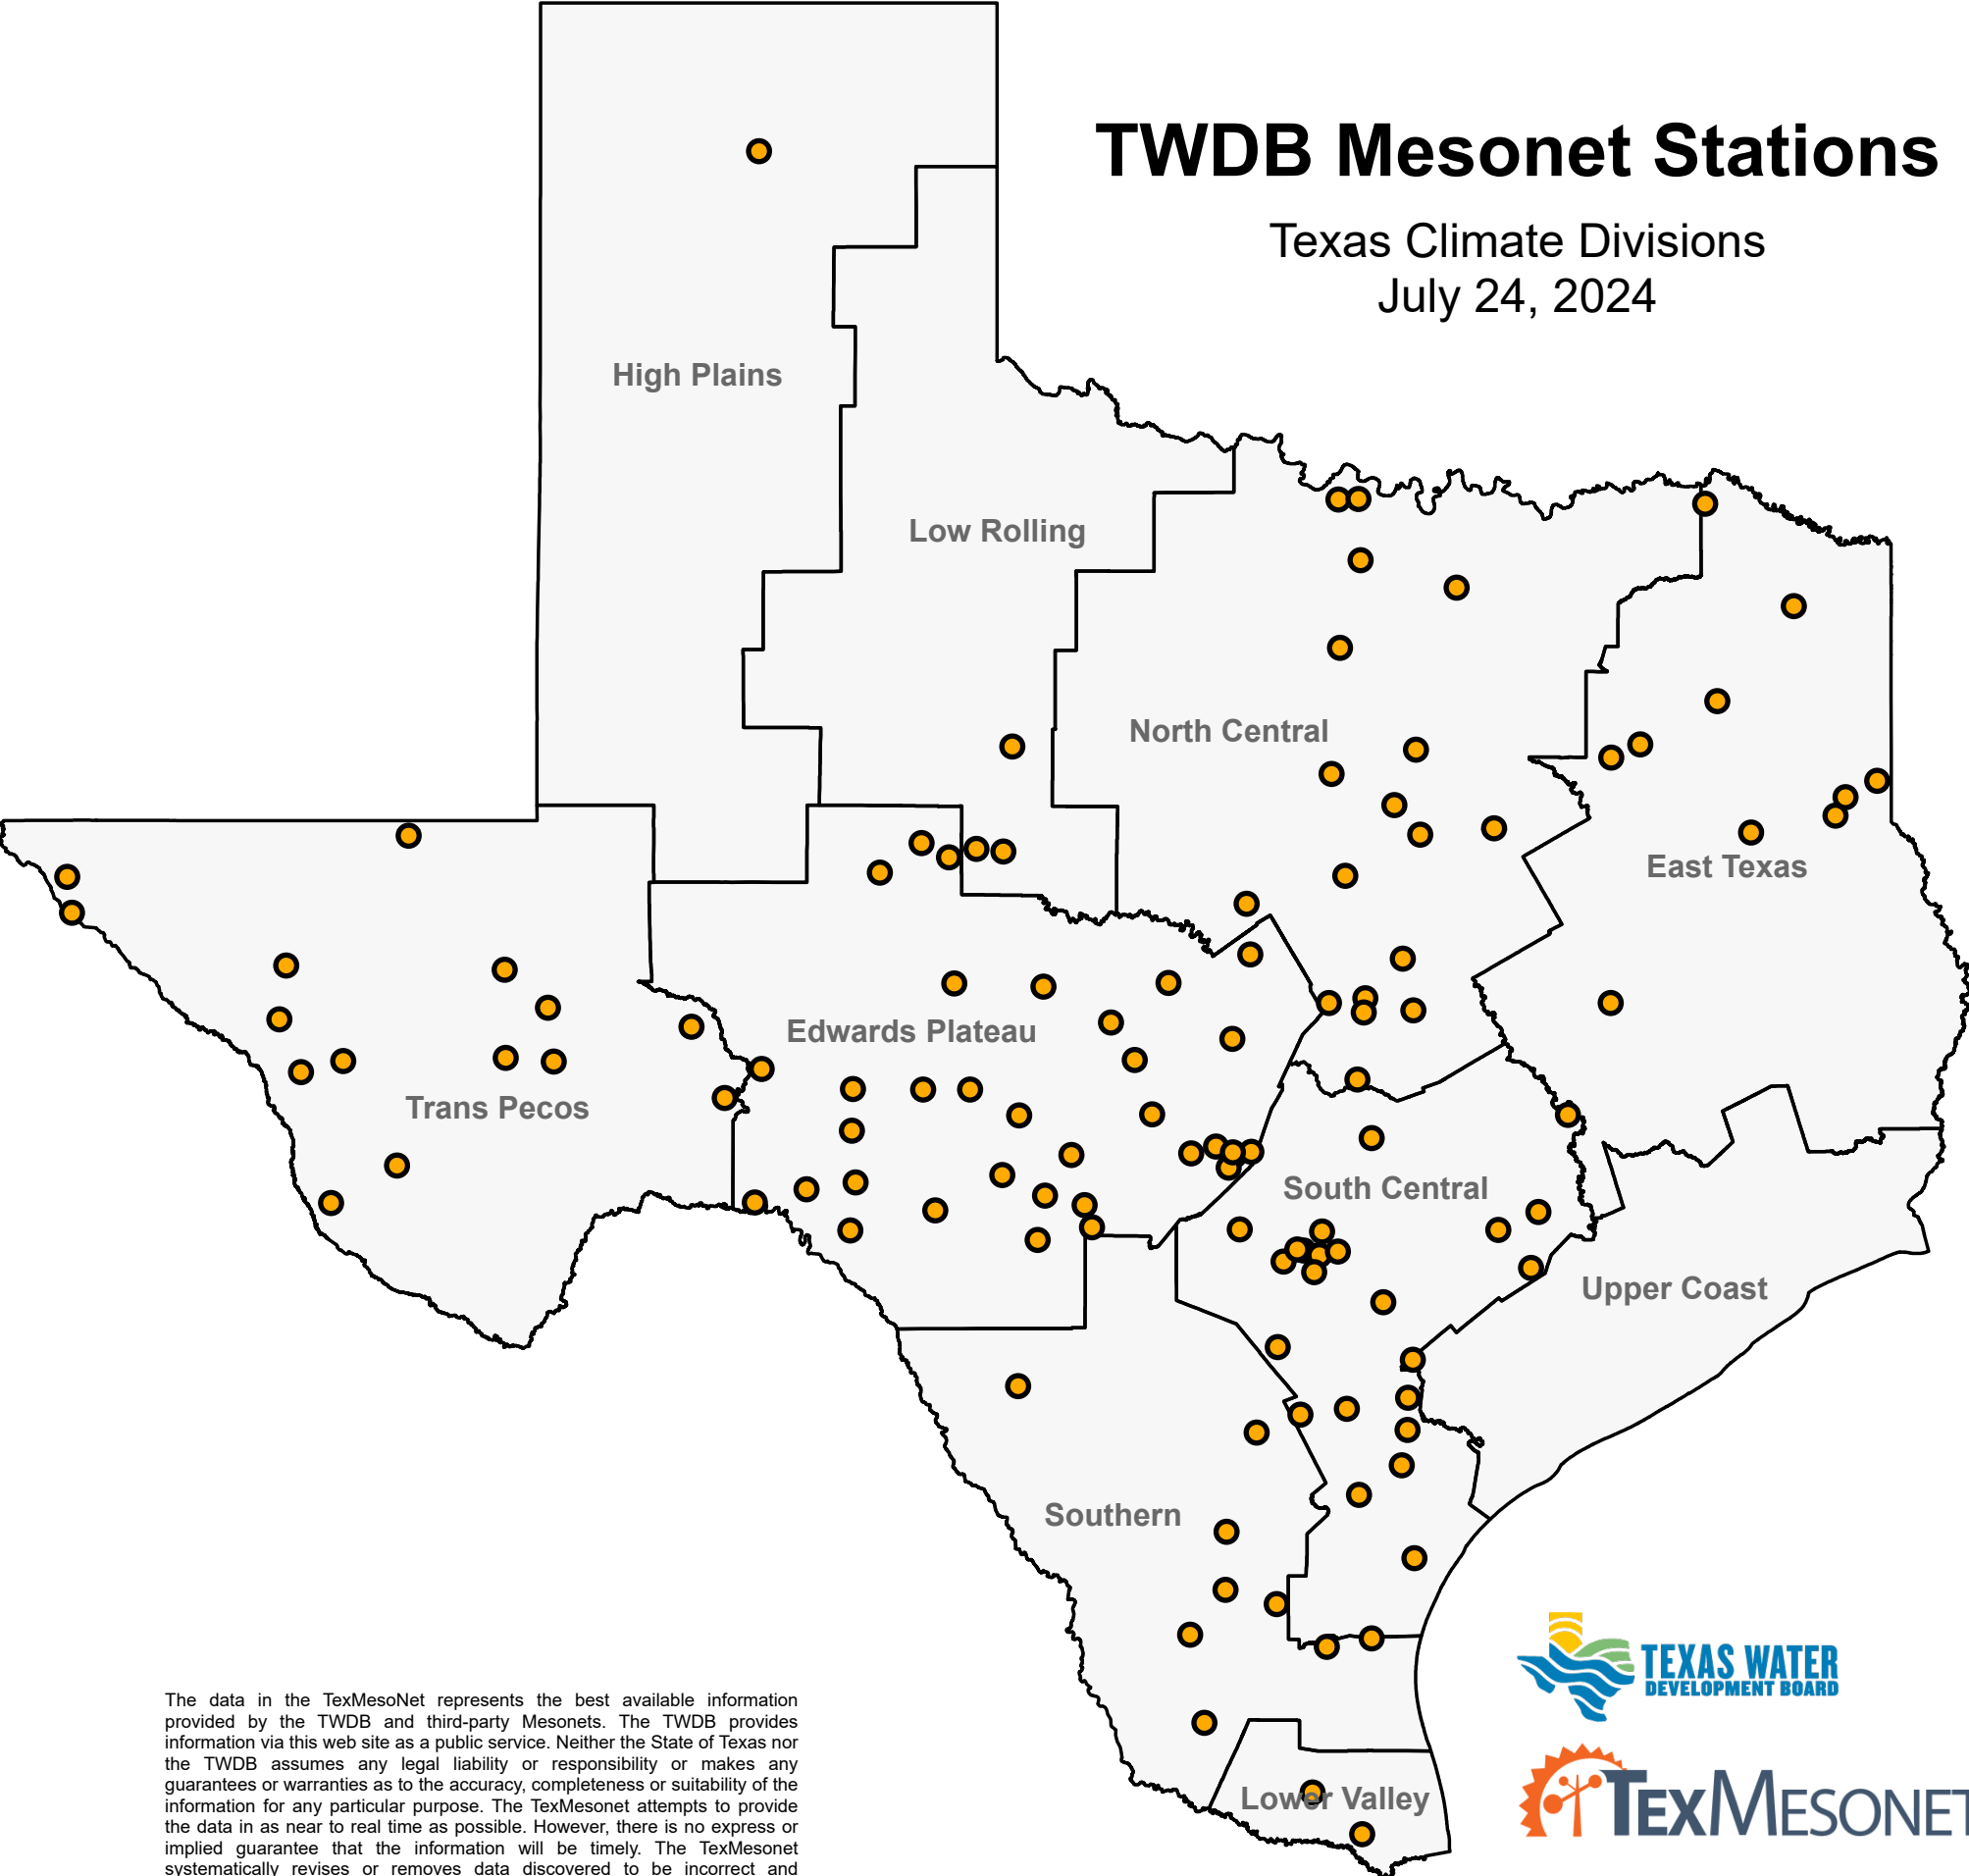 TWDB Mesonet Stations
Texas Climate Divisions
July 24, 2024
High Plains
Low Rolling
North Central
East Texas
Edwards Plateau
Trans Pecos
South Central
Upper Coast
Southern
Lower Valley
TEXAS WATER
DEVELOPMENT BOARD
TEXMESONET
The data in the TexMesoNet represents the best available information
provided by the TWDB and third-party Mesonets. The TWDB provides
information via this web site as a public service. Neither the State of Texas nor
the TWDB assumes any legal liability or responsibility or makes any
guarantees or warranties as to the accuracy, completeness or suitability of the
information for any particular purpose. The TexMesonet attempts to provide
the data in as near to real time as possible. However, there is no express or
implied guarantee that the information will be timely. The TexMesonet
systematically revises or removes data discovered to be incorrect and